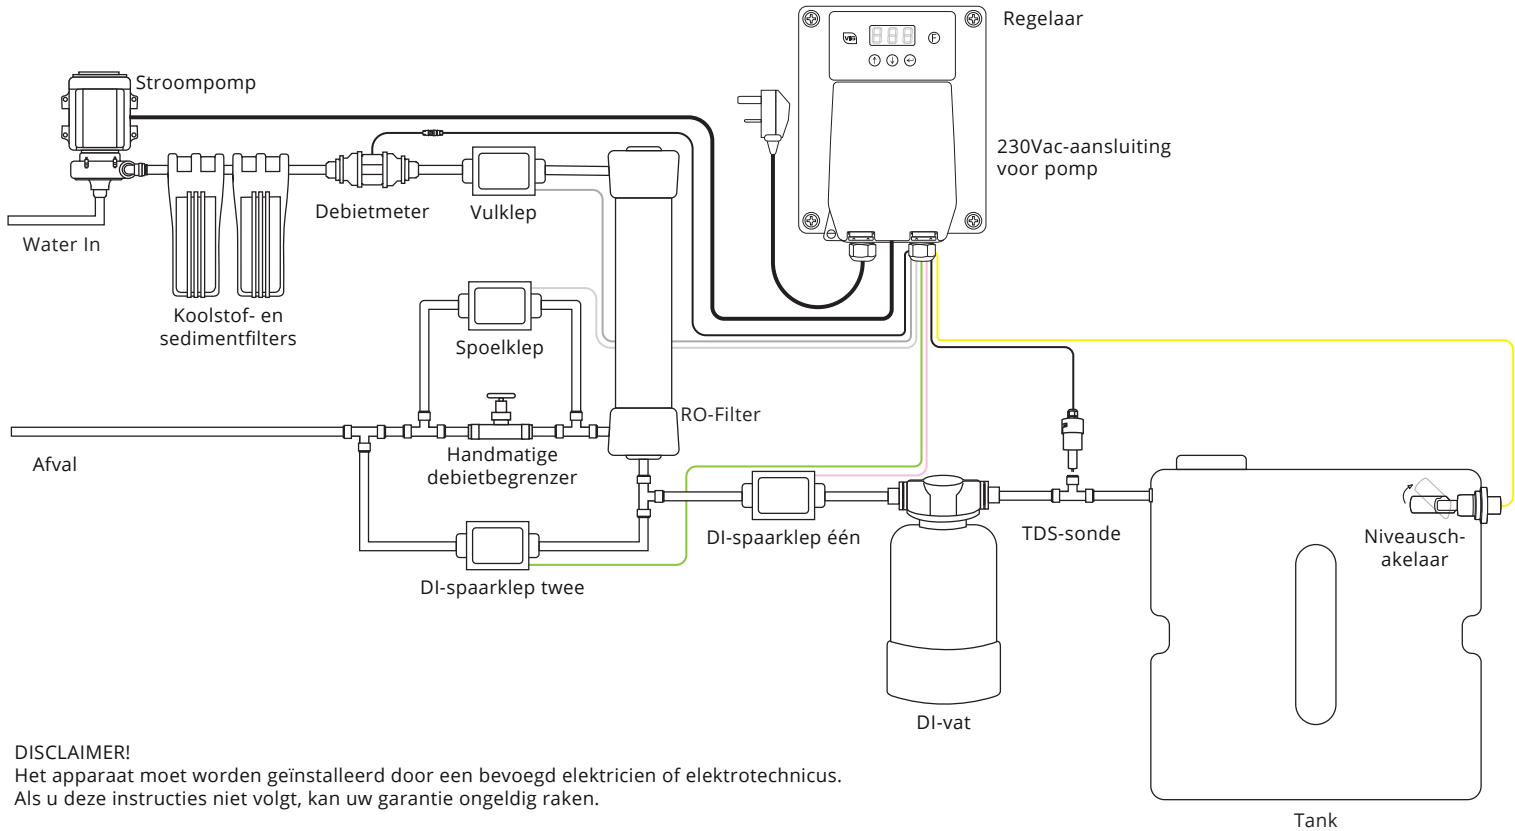 Regelaar
Stroompomp
230Vac-aansluiting
voor pomp
Debietmeter
Vulklep
Water In
Koolstof- en
sedimentfilters
Spoelklep
RO-Filter
Afval
Handmatige
debietbegrenzer
DI-spaarklep één
TDS-sonde
Niveausch-
akelaar
DI-spaarklep twee
DI-vat
DISCLAIMER!
Het apparaat moet worden geïnstalleerd door een bevoegd elektricien of elektrotechnicus.
Als u deze instructies niet volgt, kan uw garantie ongeldig raken.
Tank